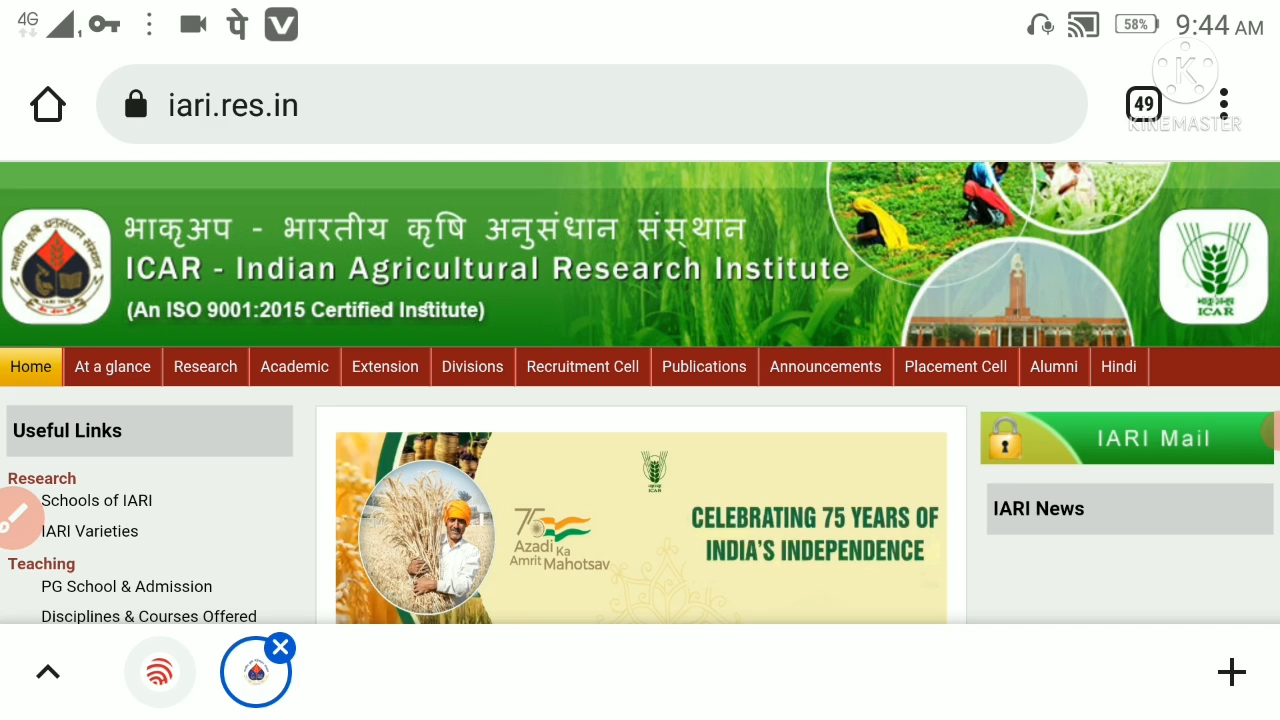 4G 58% 9:44 AM
iari.res.in 49
K
KINEMASTER
भाकृअप - भारतीय कृषि अनुसंधान संस्थान
ICAR - Indian Agricultural Research Institute
(An ISO 9001:2015 Certified Institute)
ICAR
Home At a glance Research Academic Extension Divisions Recruitment Cell Publications Announcements Placement Cell Alumni Hindi
Useful Links
Research
Schools of IARI
IARI Varieties
Teaching
PG School & Admission
Disciplines & Courses Offered
ICAR
75
Azadi Ka
Amrit Mahotsav
CELEBRATING 75 YEARS OF
INDIA'S INDEPENDENCE
IARI Mail
IARI News